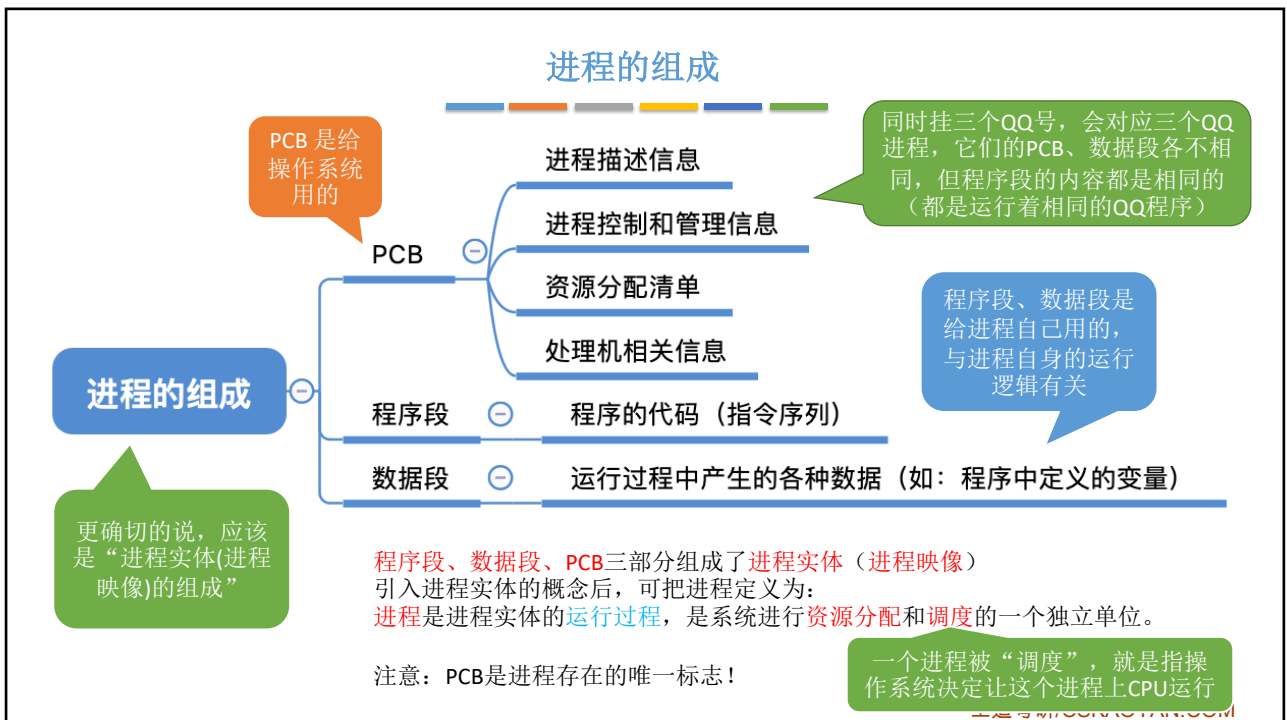 进程的组成
PCB 是给
操作系统
用的
同时挂三个QQ号，会对应三个QQ
进程，它们的PCB、数据段各不相
同，但程序段的内容都是相同的
（都是运行着相同的QQ程序）
进程描述信息
进程控制和管理信息
PCB
资源分配清单
处理机相关信息
程序段、数据段是
给进程自己用的，
与进程自身的运行
逻辑有关
进程的组成
程序段
程序的代码（指令序列）
数据段
运行过程中产生的各种数据（如：程序中定义的变量）
更确切的说，应该
是“进程实体(进程
映像)的组成”
程序段、数据段、PCB三部分组成了进程实体（进程映像）
引入进程实体的概念后，可把进程定义为：
进程是进程实体的运行过程，是系统进行资源分配和调度的一个独立单位。
注意：PCB是进程存在的唯一标志！
一个进程被“调度”，就是指操
作系统决定让这个进程上CPU运行